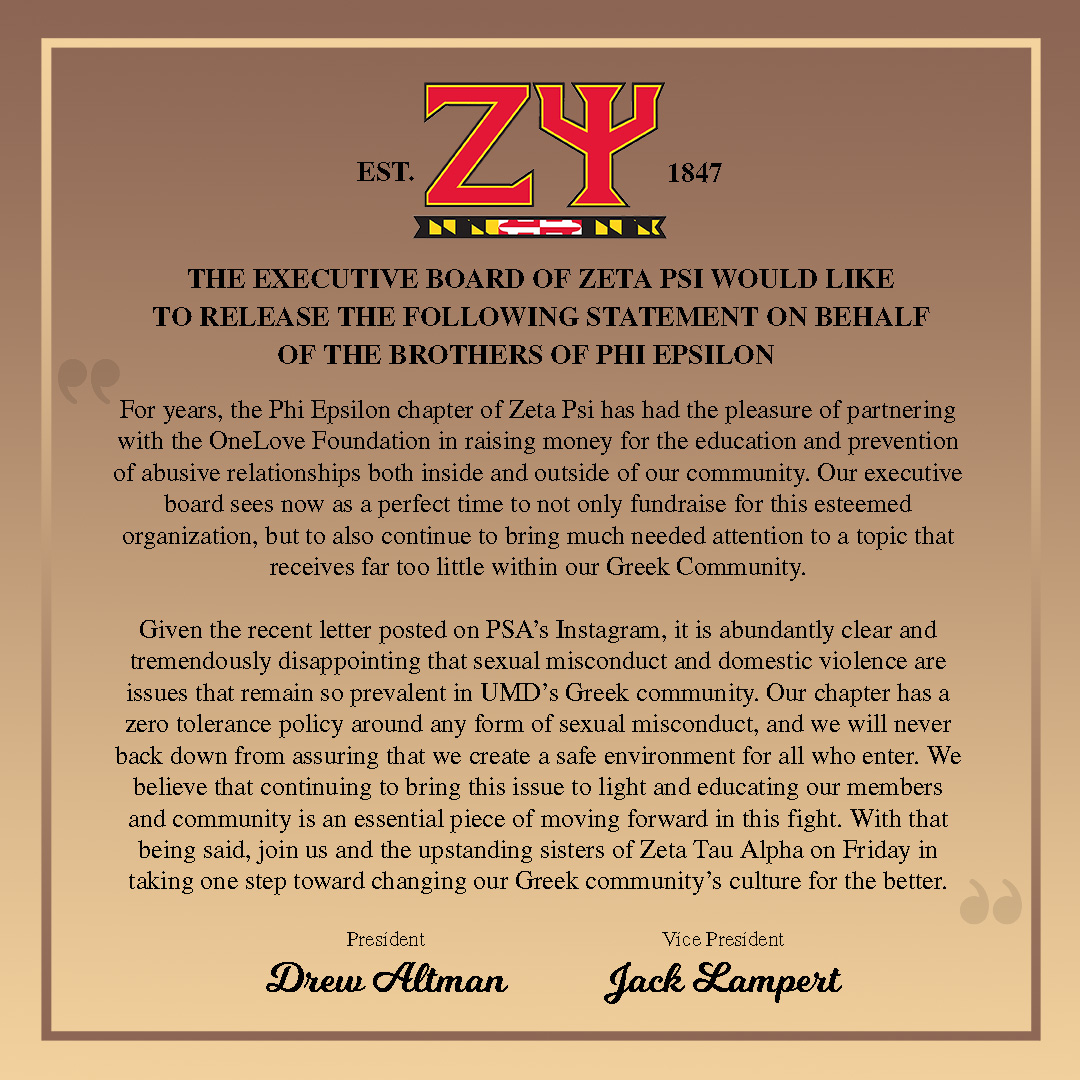 ΖΨ
EST. 1847
THE EXECUTIVE BOARD OF ZETA PSI WOULD LIKE
TO RELEASE THE FOLLOWING STATEMENT ON BEHALF
OF THE BROTHERS OF PHI EPSILON
”
For years, the Phi Epsilon chapter of Zeta Psi has had the pleasure of partnering
with the OneLove Foundation in raising money for the education and prevention
of abusive relationships both inside and outside of our community. Our executive
board sees now as a perfect time to not only fundraise for this esteemed
organization, but to also continue to bring much needed attention to a topic that
receives far too little within our Greek Community.
Given the recent letter posted on PSA’s Instagram, it is abundantly clear and
tremendously disappointing that sexual misconduct and domestic violence are
issues that remain so prevalent in UMD’s Greek community. Our chapter has a
zero tolerance policy around any form of sexual misconduct, and we will never
back down from assuring that we create a safe environment for all who enter. We
believe that continuing to bring this issue to light and educating our members
and community is an essential piece of moving forward in this fight. With that
being said, join us and the upstanding sisters of Zeta Tau Alpha on Friday in
taking one step toward changing our Greek community’s culture for the better.
“
President
Drew Altman
Vice President
Jack Lampert